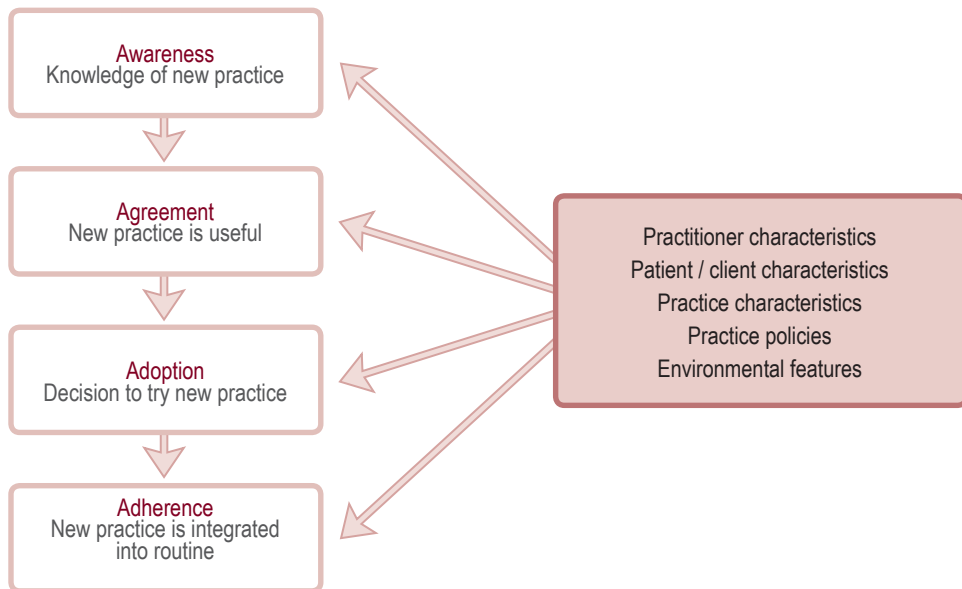 Awareness
Knowledge of new practice
Agreement
New practice is useful
Adoption
Decision to try new practice
Adherence
New practice is integrated
into routine
Practitioner characteristics
Patient / client characteristics
Practice characteristics
Practice policies
Environmental features